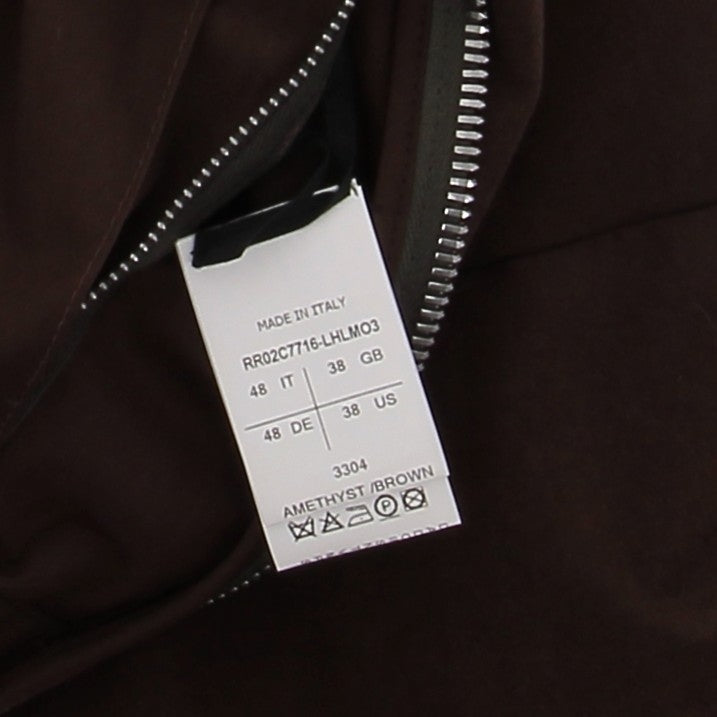 MADE IN ITALY
RR02C7716-LHLMO3
48 IT 38 GB
48 DE 38 US
3304
AMETHYST /BROWN